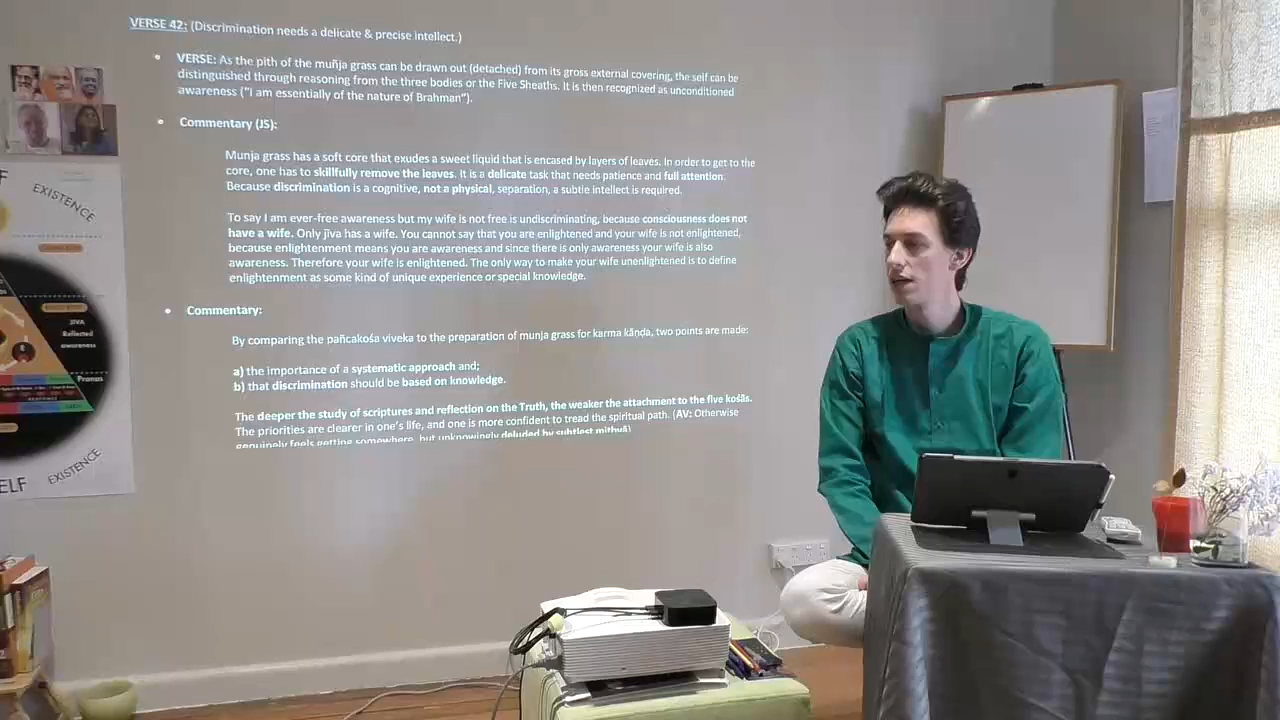 VERSE 42: (Discrimination needs a delicate & precise intellect.)
• VERSE: As the pith of the muñja grass can be drawn out (detached) from its gross external covering, the self can be
distinguished through reasoning from the three bodies or the Five Sheaths. It is then recognized as unconditioned
awareness ("I am essentially of the nature of Brahman").
• Commentary (JS):
Munja grass has a soft core that exudes a sweet liquid that is encased by layers of leaves. In order to get to the
core, one has to skillfully remove the leaves. It is a delicate task that needs patience and full attention.
Because discrimination is a cognitive, not a physical, separation, a subtle intellect is required.
To say I am ever-free awareness but my wife is not free is undiscriminating, because consciousness does not
have a wife. Only jīva has a wife. You cannot say that you are enlightened and your wife is not enlightened,
because enlightenment means you are awareness and since there is only awareness your wife is also
awareness. Therefore your wife is enlightened. The only way to make your wife unenlightened is to define
enlightenment as some kind of unique experience or special knowledge.
• Commentary:
By comparing the pañcakośa viveka to the preparation of munja grass for karma kāṇḍa, two points are made:
a) the importance of a systematic approach and;
b) that discrimination should be based on knowledge.
The deeper the study of scriptures and reflection on the Truth, the weaker the attachment to the five kośās.
The priorities are clearer in one's life, and one is more confident to tread the spiritual path. (AV: Otherwise
genuinely feels getting somewhere, but unknowingly deluded by subtlest mithyā)
EXISTENCE
JIVA
Reflected
awareness
Pranas
EXISTENCE
ELF